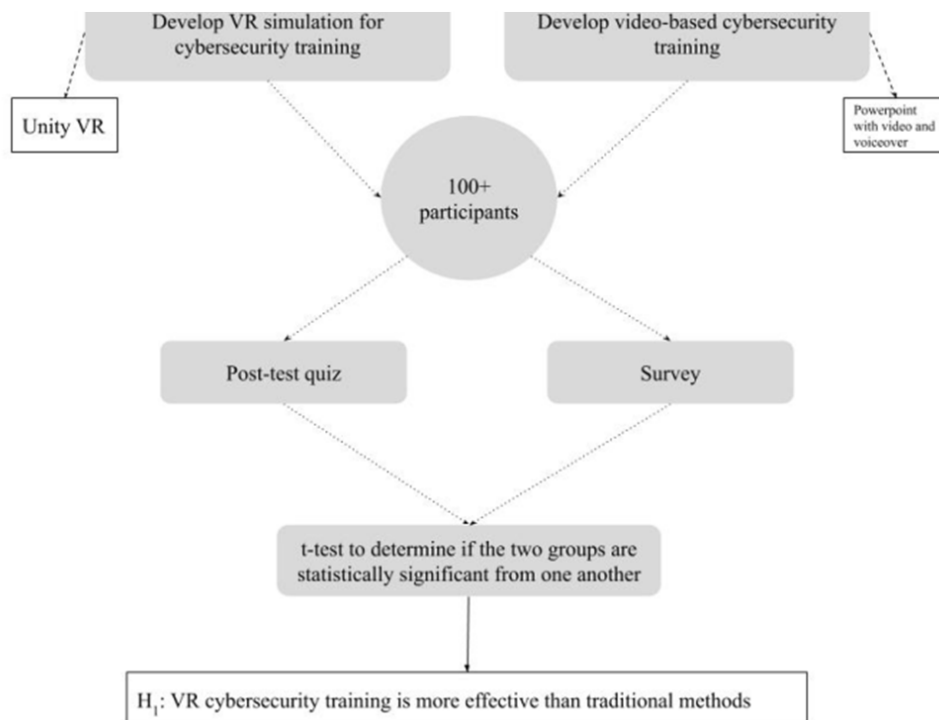 Develop VR simulation for
cybersecurity training
Develop video-based cybersecurity
training
Unity VR
Powerpoint
with video and
voiceover
100+
participants
Post-test quiz
Survey
t-test to determine if the two groups are
statistically significant from one another
H₁: VR cybersecurity training is more effective than traditional methods